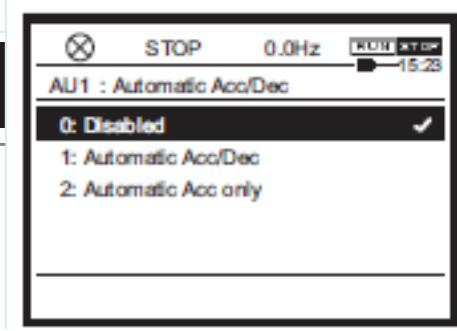 STOP 0.0Hz RUN STOP
15:23
AU1 : Automatic Acc/Dec
0: Disabled
1: Automatic Acc/Dec
2: Automatic Acc only